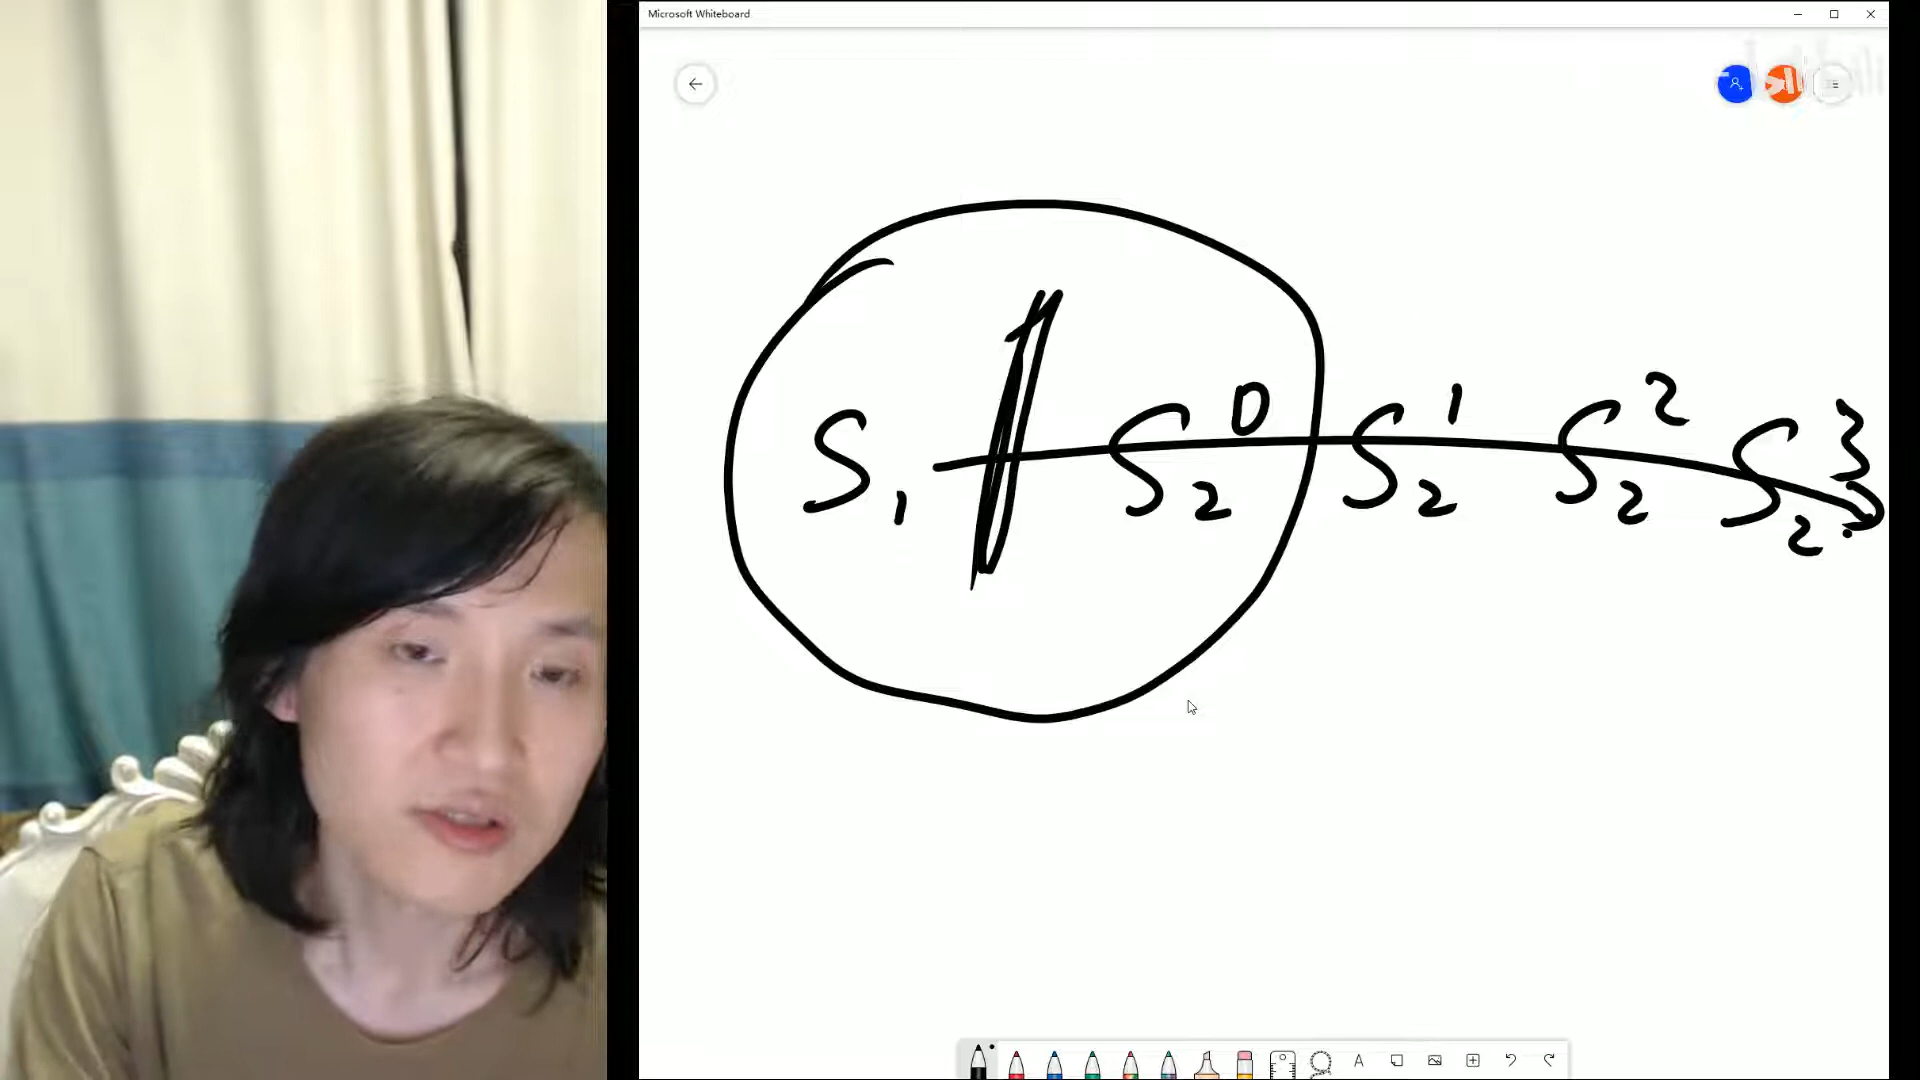 Microsoft Whiteboard
S₁ S₂⁰ S₂¹ S₂² S₂³
A